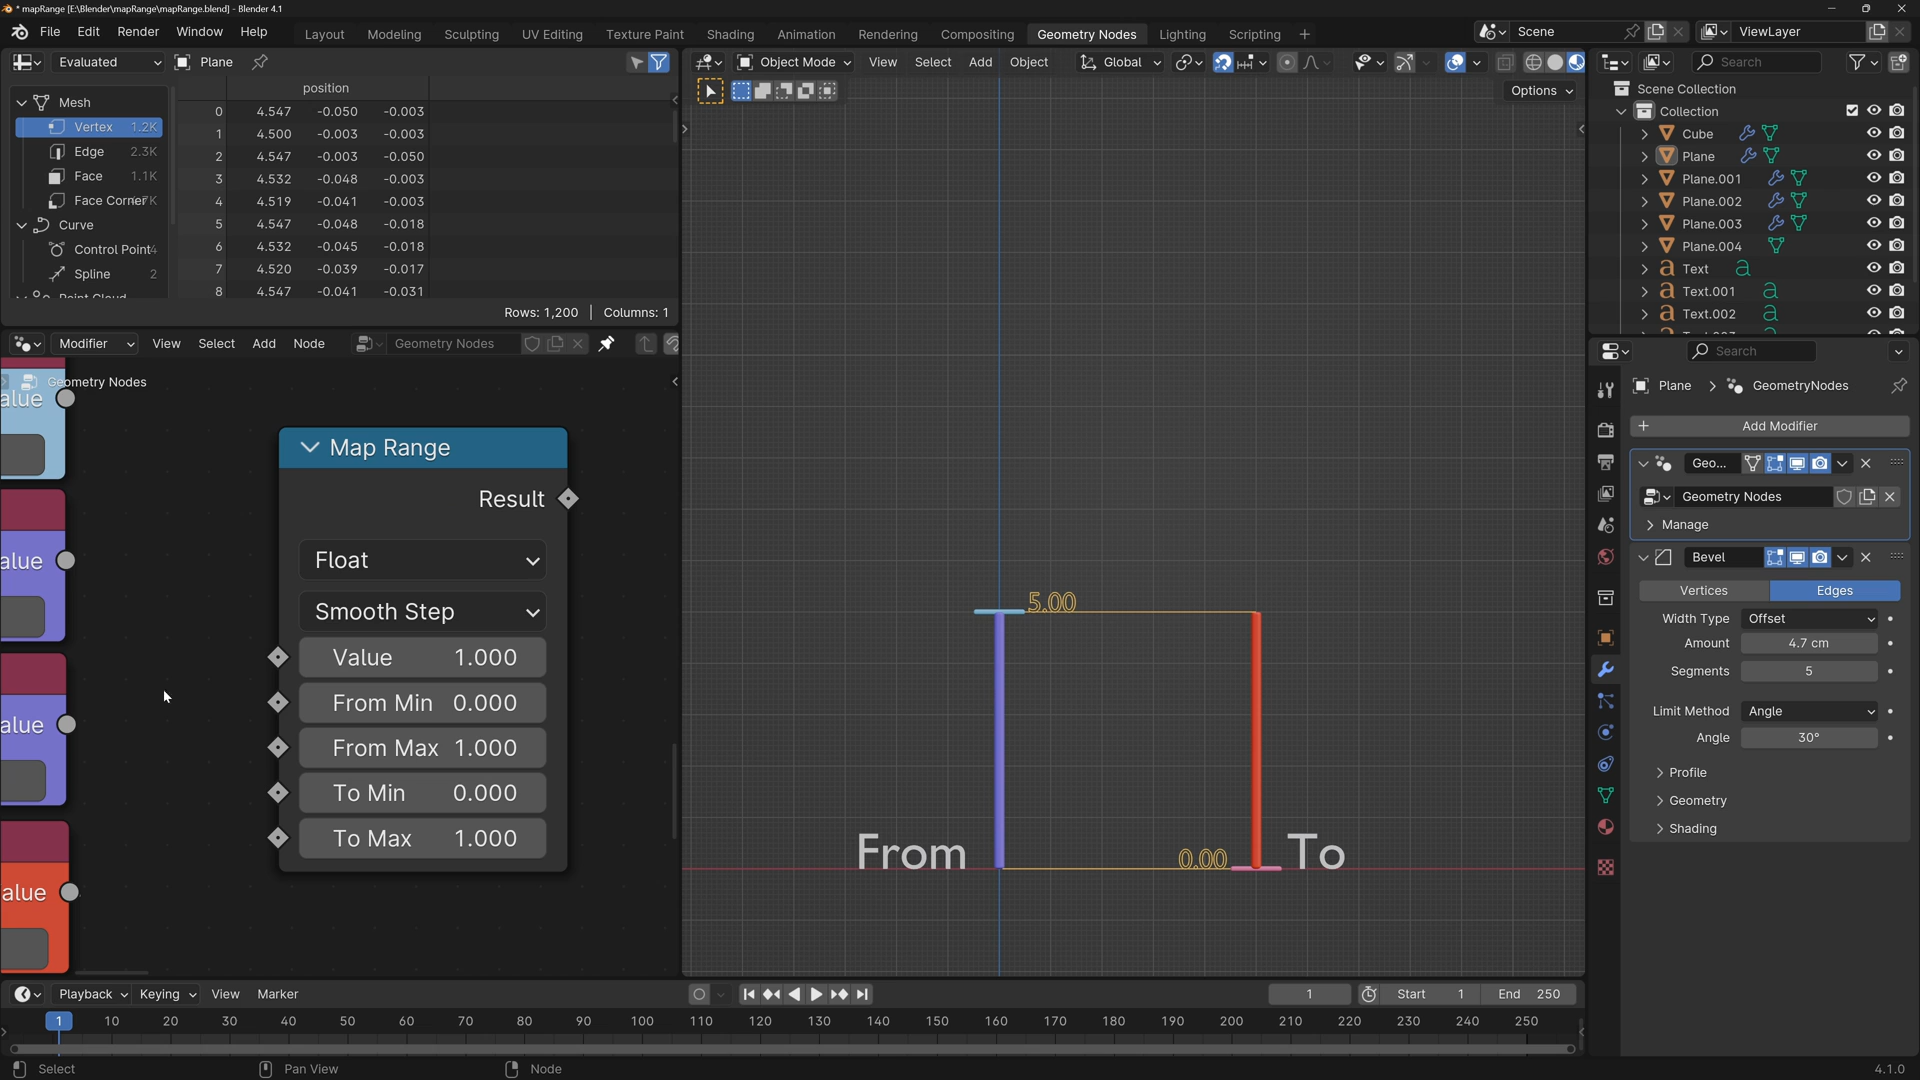 * mapRange [E:\Blender\mapRange\mapRange.blend] - Blender 4.1
File Edit Render Window Help Layout Modeling Sculpting UV Editing Texture Paint Shading Animation Rendering Compositing Geometry Nodes Lighting Scripting + Scene ViewLayer
Evaluated Plane
position
Mesh
Vertex 1.2K
Edge 2.3K
Face 1.1K
Face Corner
Curve
Control Point
Spline 2
Point Cloud
0 4.547 -0.050 -0.003
1 4.500 -0.003 -0.003
2 4.547 -0.003 -0.050
3 4.532 -0.048 -0.003
4 4.519 -0.041 -0.003
5 4.547 -0.048 -0.018
6 4.532 -0.045 -0.018
7 4.520 -0.039 -0.017
8 4.547 -0.041 -0.031
Rows: 1,200 | Columns: 1
Modifier View Select Add Node Geometry Nodes
Geometry Nodes
alue
alue
alue
alue
Map Range
Result
Float
Smooth Step
Value 1.000
From Min 0.000
From Max 1.000
To Min 0.000
To Max 1.000
Object Mode View Select Add Object Global
Options
5.00
0.00
From
To
Search
Scene Collection
Collection
Cube
Plane
Plane.001
Plane.002
Plane.003
Plane.004
Text
Text.001
Text.002
Search
Plane > GeometryNodes
+ Add Modifier
Geo...
Geometry Nodes
Manage
Bevel
Vertices Edges
Width Type Offset
Amount 4.7 cm
Segments 5
Limit Method Angle
Angle 30°
Profile
Geometry
Shading
Playback Keying View Marker 1 Start 1 End 250
1 10 20 30 40 50 60 70 80 90 100 110 120 130 140 150 160 170 180 190 200 210 220 230 240 250
Select Pan View Node 4.1.0